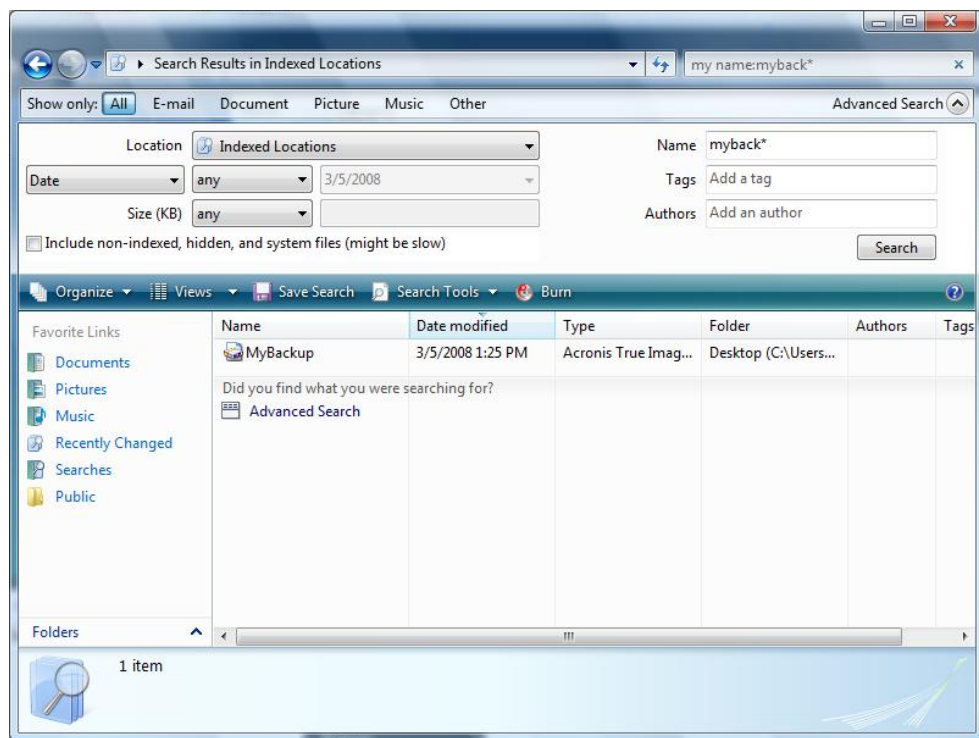 Search Results in Indexed Locations
my name:myback*
Show only: All E-mail Document Picture Music Other Advanced Search
Location Indexed Locations Name myback*
Date any 3/5/2008 Tags Add a tag
Size (KB) any Authors Add an author
Include non-indexed, hidden, and system files (might be slow)
Search
Organize Views Save Search Search Tools Burn
Favorite Links
Documents
Pictures
Music
Recently Changed
Searches
Public
Folders
Name Date modified Type Folder Authors Tags
MyBackup 3/5/2008 1:25 PM Acronis True Imag... Desktop (C:\Users...
Did you find what you were searching for?
Advanced Search
1 item